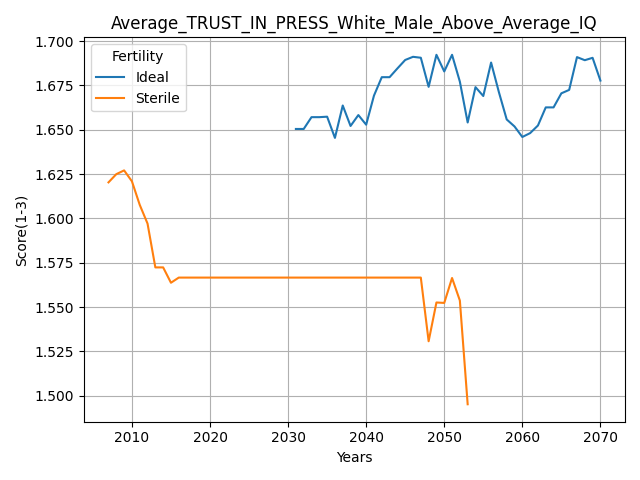 Average_TRUST_IN_PRESS_White_Male_Above_Average_IQ
Fertility
Ideal
Sterile
Score(1-3)
1.700
1.675
1.650
1.625
1.600
1.575
1.550
1.525
1.500
2010 2020 2030 2040 2050 2060 2070
Years